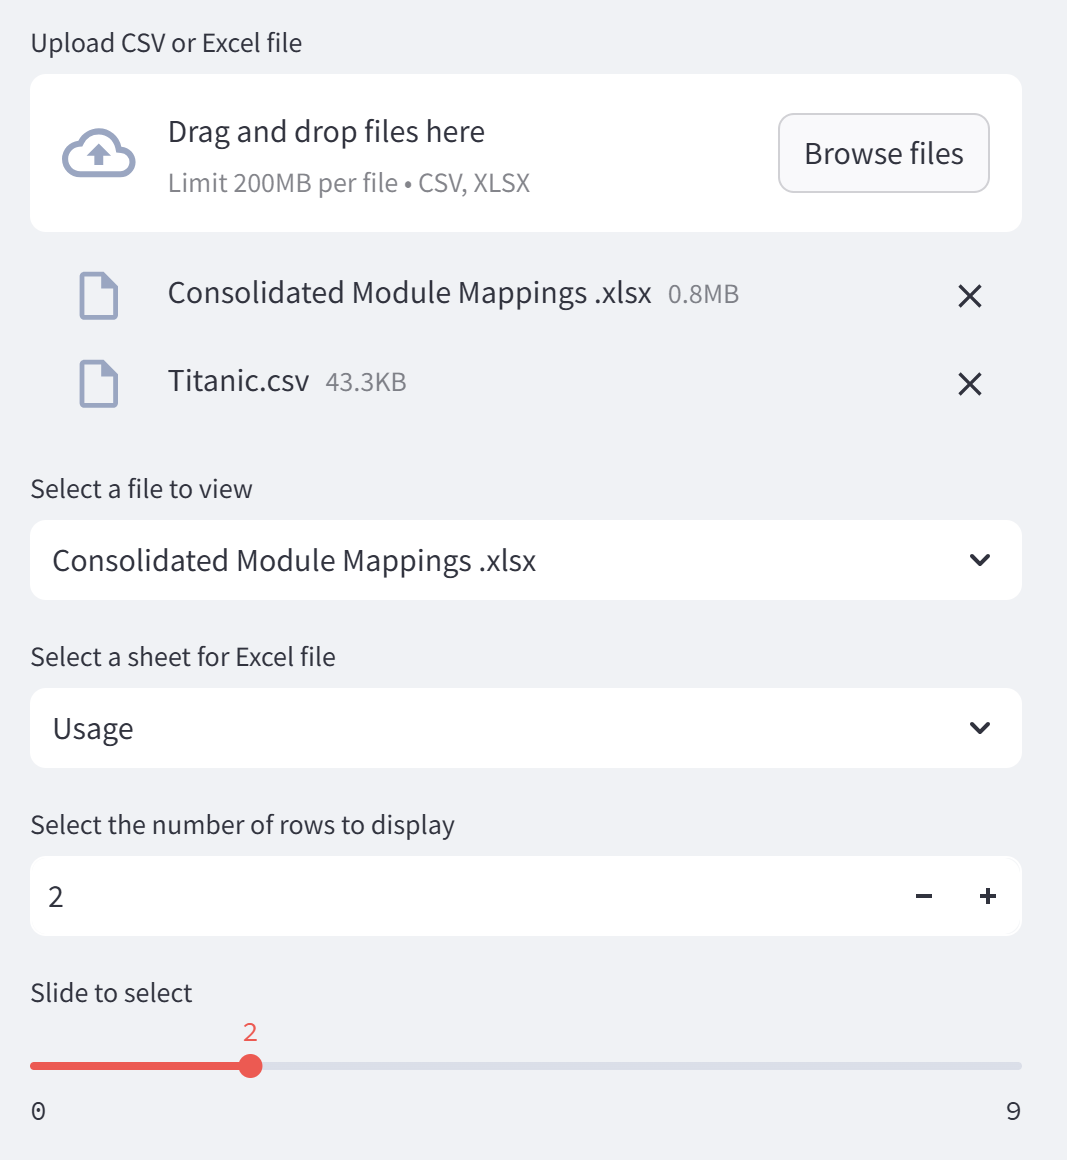 Upload CSV or Excel file
Drag and drop files here
Limit 200MB per file • CSV, XLSX
Browse files
Consolidated Module Mappings .xlsx 0.8MB
Titanic.csv 43.3KB
Select a file to view
Consolidated Module Mappings .xlsx
Select a sheet for Excel file
Usage
Select the number of rows to display
2
Slide to select
2
0 9